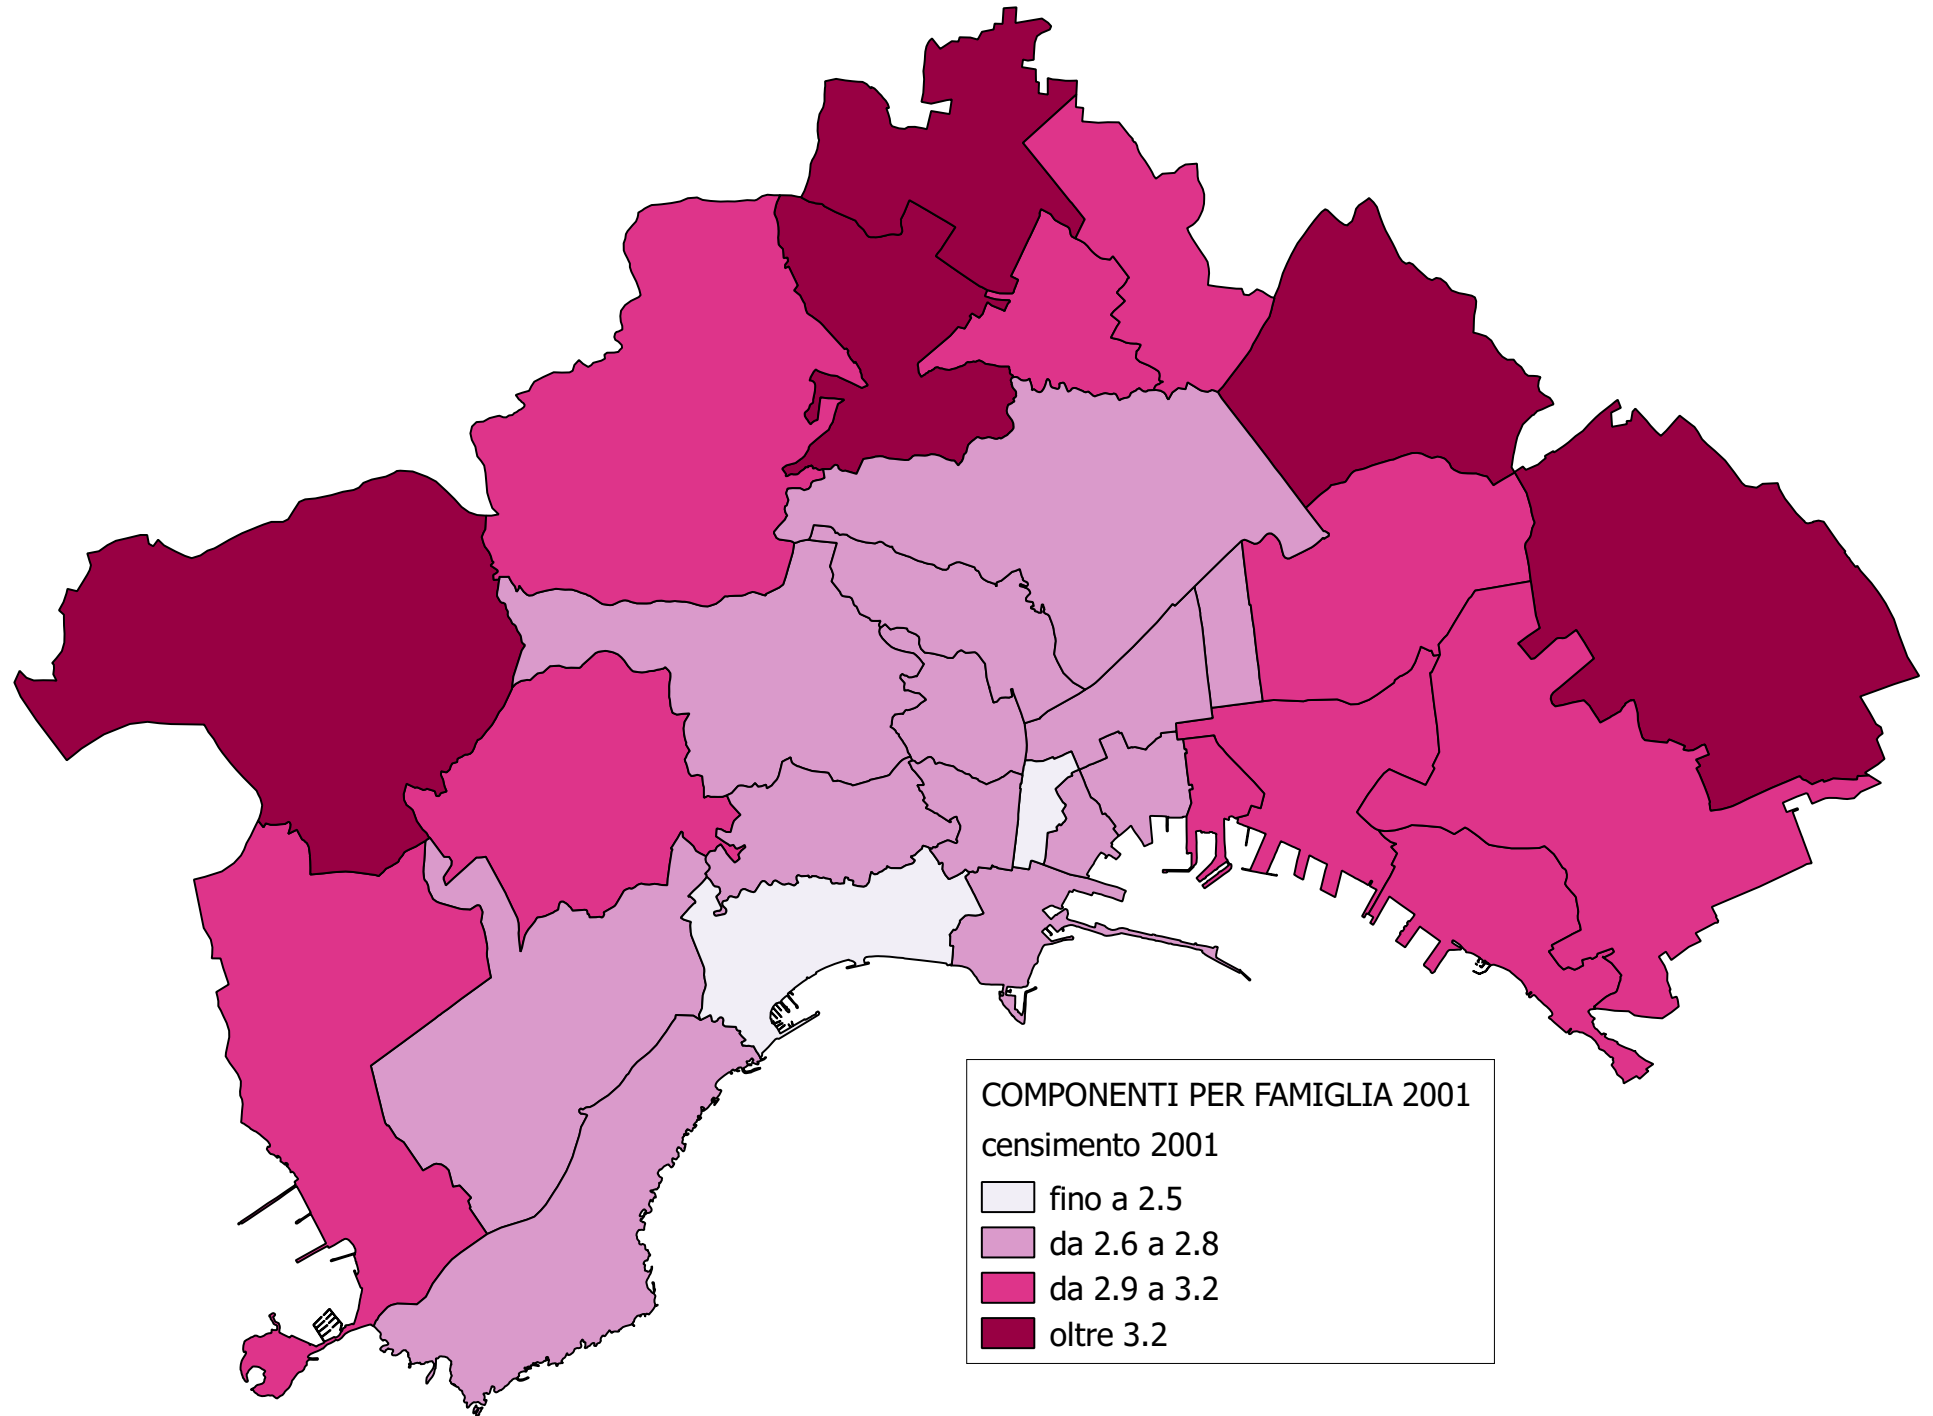 COMPONENTI PER FAMIGLIA 2001
censimento 2001
fino a 2.5
da 2.6 a 2.8
da 2.9 a 3.2
oltre 3.2